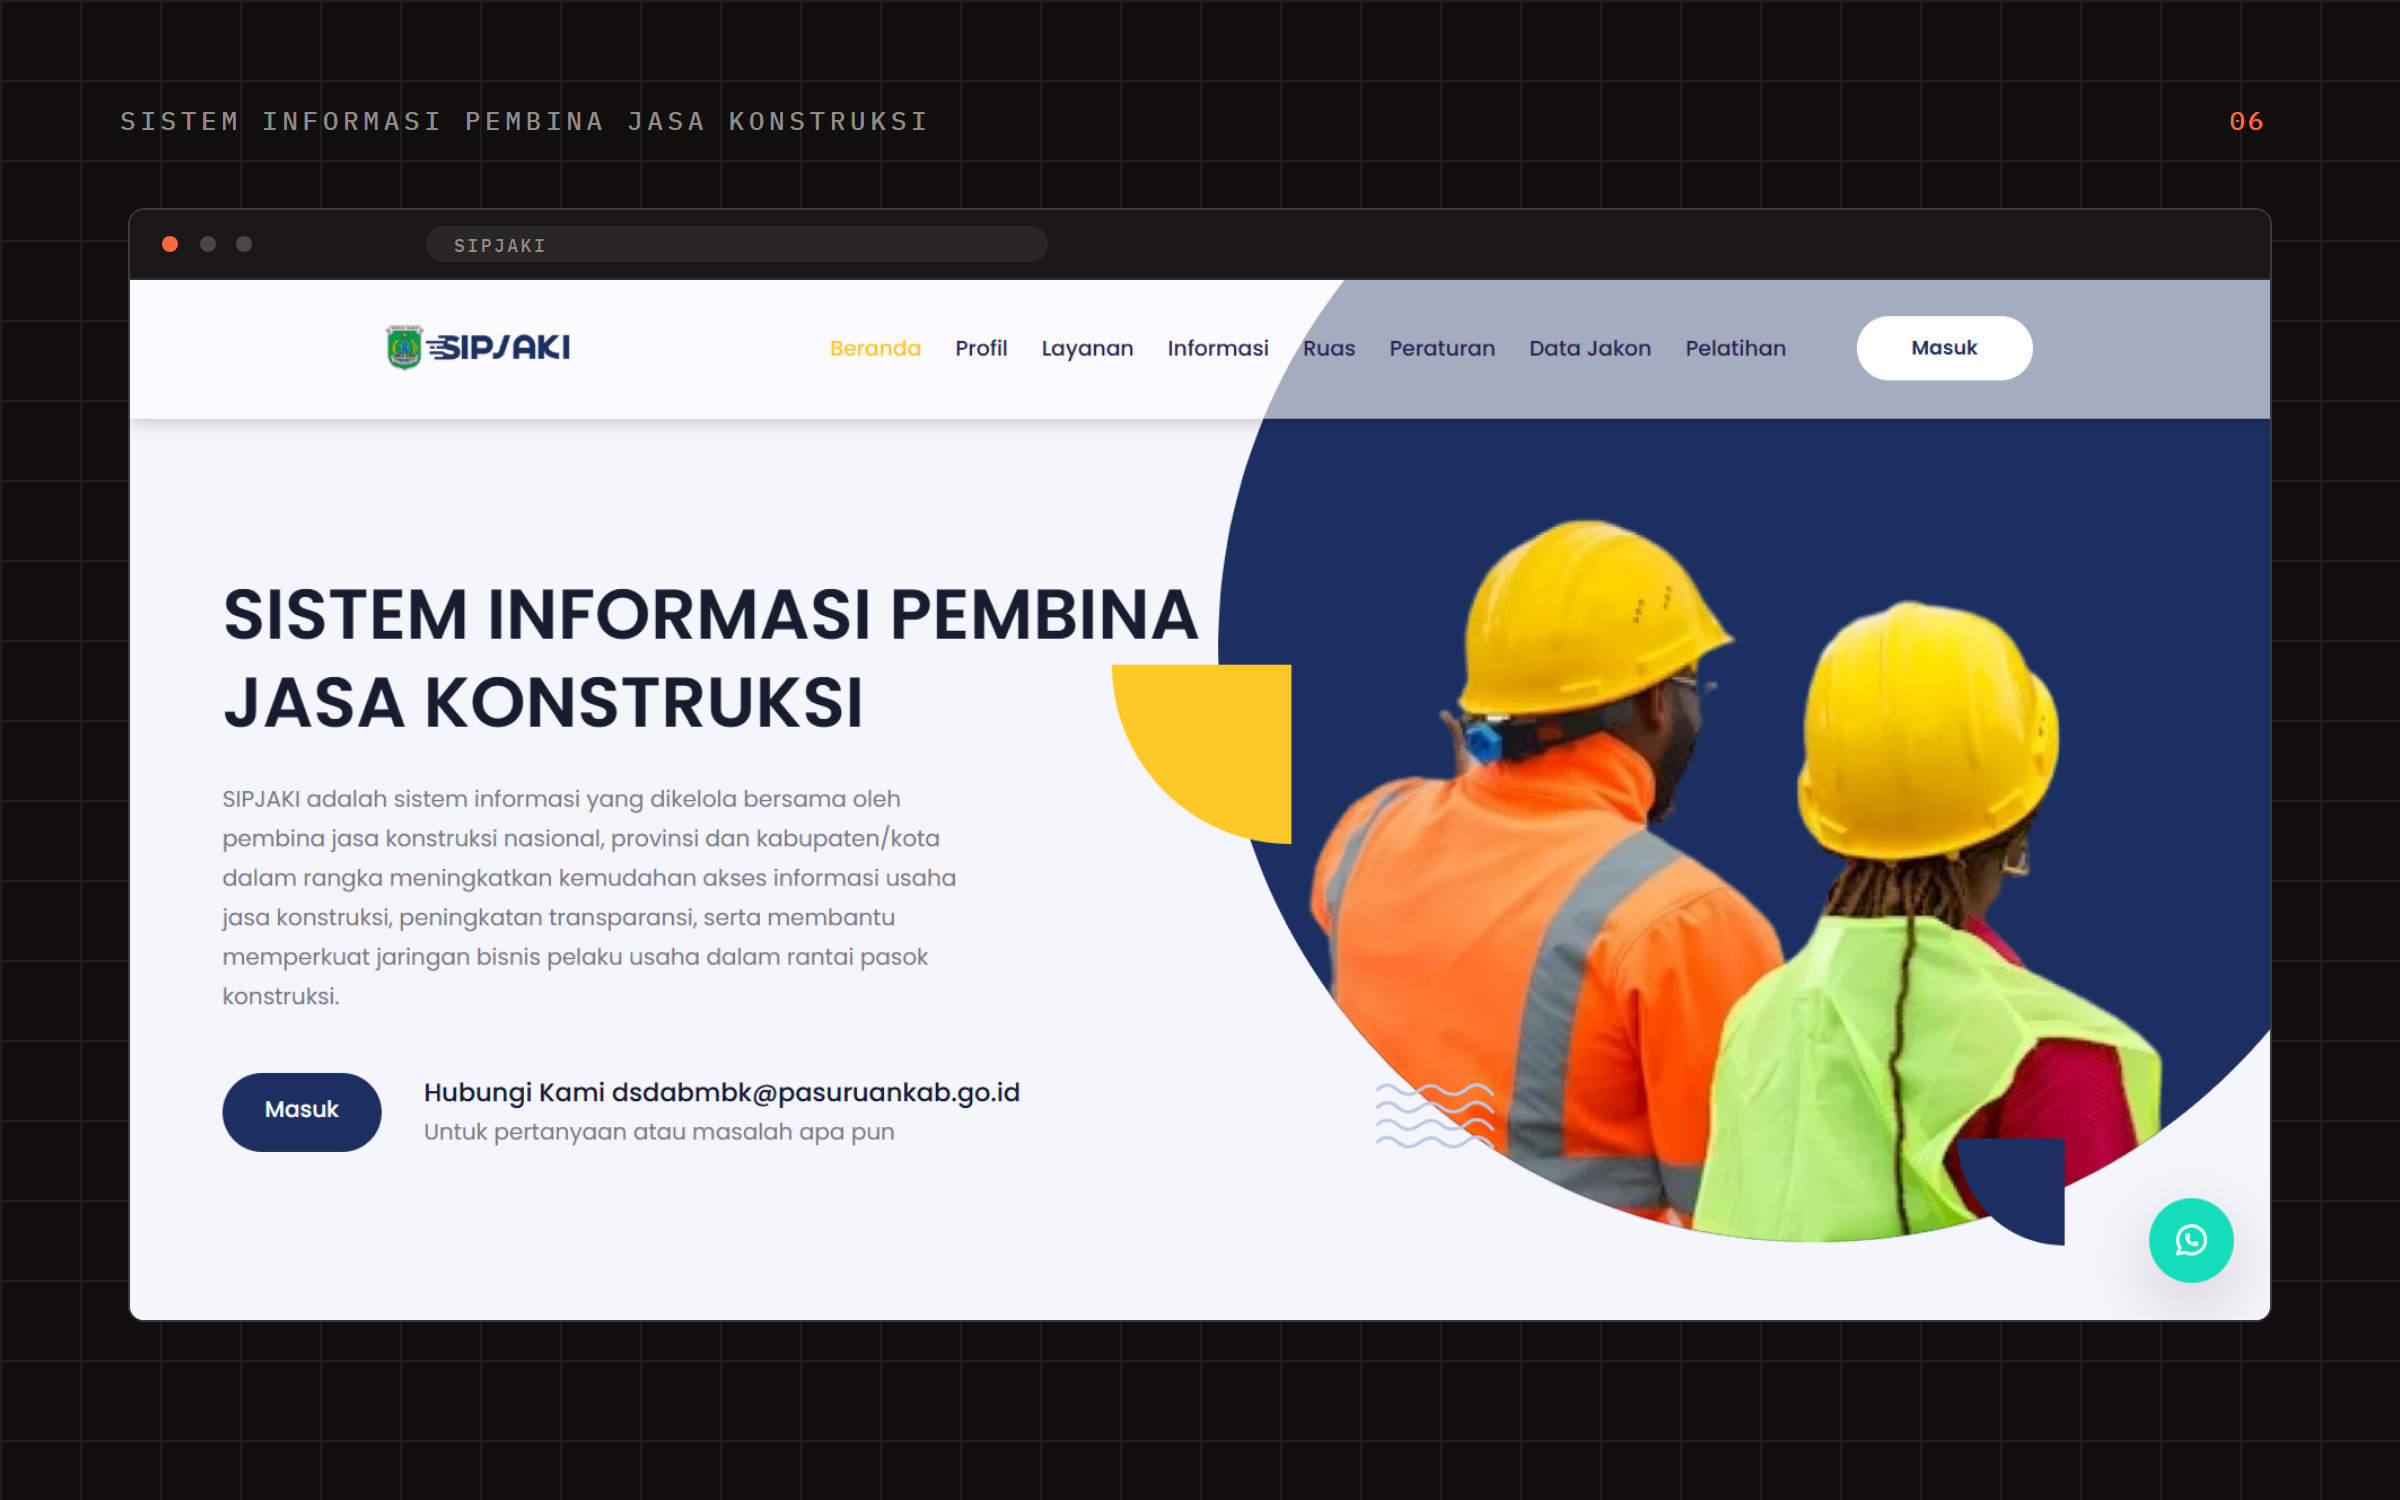 SISTEM INFORMASI PEMBINA JASA KONSTRUKSI
06
SIPJAKI
SIPJAKI
Beranda Profil Layanan Informasi Ruas Peraturan Data Jakon Pelatihan Masuk
SISTEM INFORMASI PEMBINA
JASA KONSTRUKSI
SIPJAKI adalah sistem informasi yang dikelola bersama oleh
pembina jasa konstruksi nasional, provinsi dan kabupaten/kota
dalam rangka meningkatkan kemudahan akses informasi usaha
jasa konstruksi, peningkatan transparansi, serta membantu
memperkuat jaringan bisnis pelaku usaha dalam rantai pasok
konstruksi.
Masuk
Hubungi Kami dsdabmbk@pasuruankab.go.id
Untuk pertanyaan atau masalah apa pun